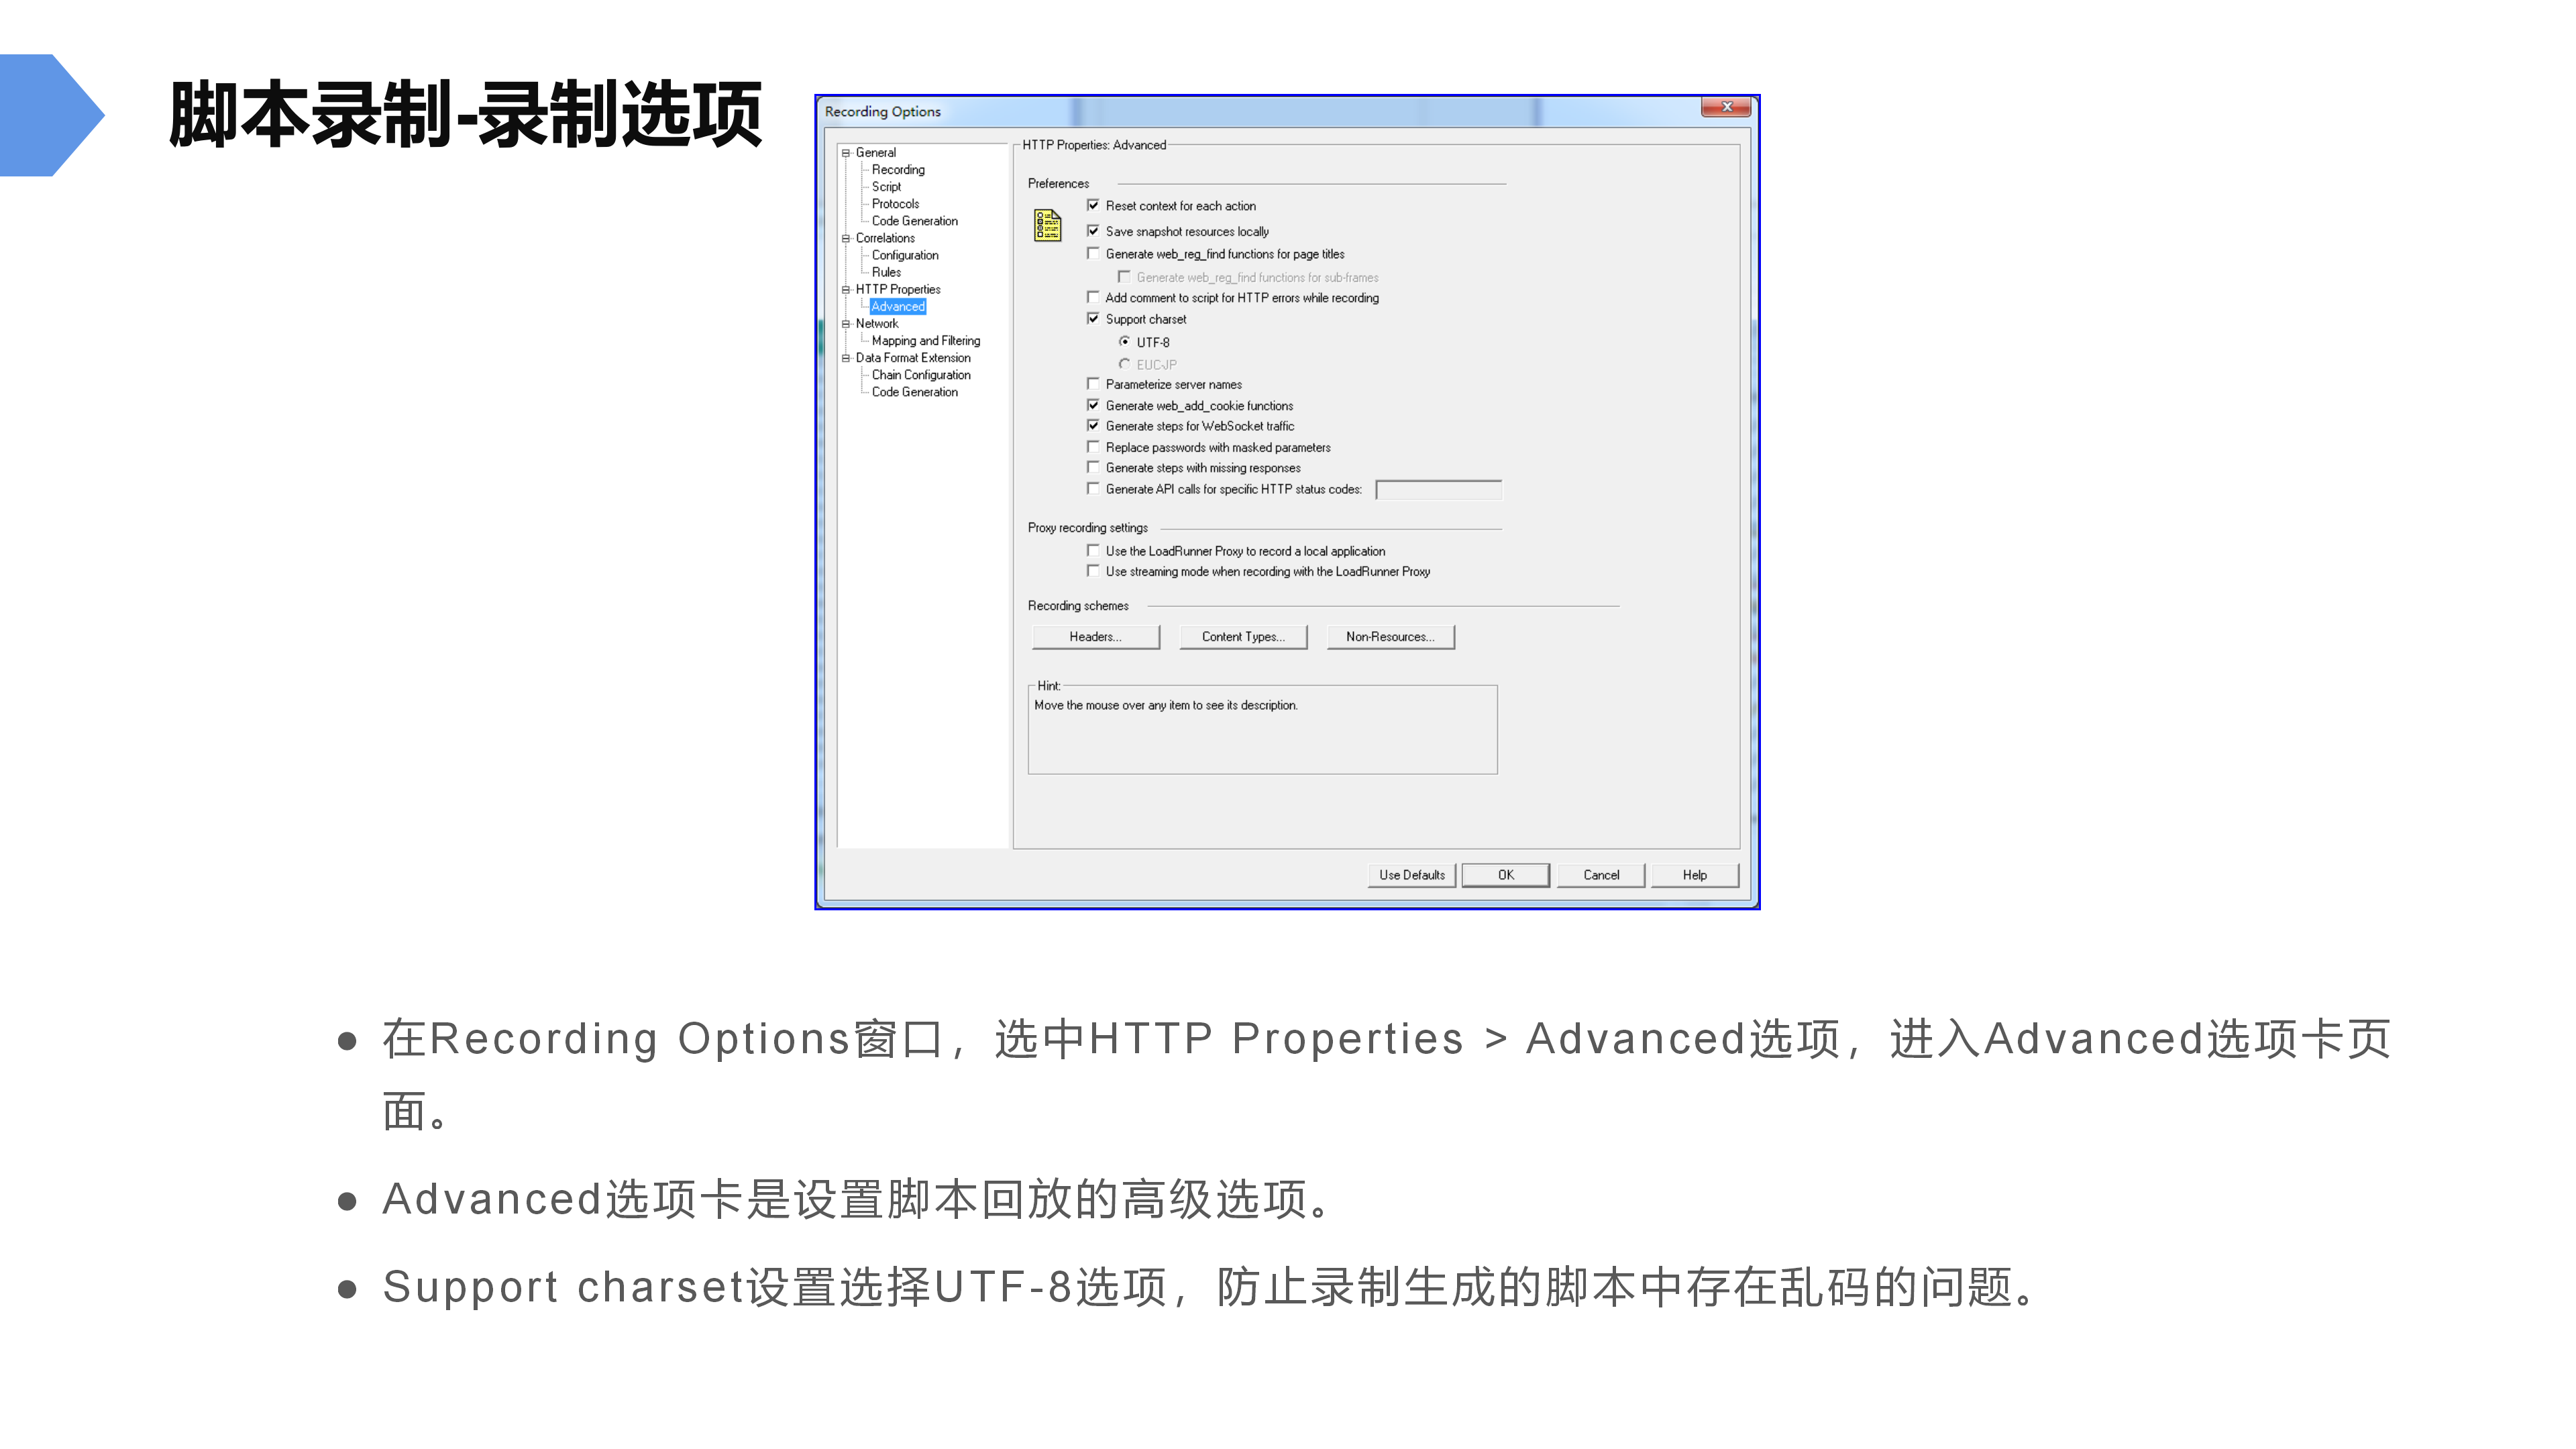 脚本录制-录制选项
Recording Options
General
Recording
Script
Protocols
Code Generation
Correlations
Configuration
Rules
HTTP Properties
Advanced
Network
Mapping and Filtering
Data Format Extension
Chain Configuration
Code Generation
HTTP Properties: Advanced
Preferences
Reset context for each action
Save snapshot resources locally
Generate web_reg_find functions for page titles
Generate web_reg_find functions for sub-frames
Add comment to script for HTTP errors while recording
Support charset
UTF-8
EUC-JP
Parameterize server names
Generate web_add_cookie functions
Generate steps for WebSocket traffic
Replace passwords with masked parameters
Generate steps with missing responses
Generate API calls for specific HTTP status codes:
Proxy recording settings
Use the LoadRunner Proxy to record a local application
Use streaming mode when recording with the LoadRunner Proxy
Recording schemes
Headers... Content Types... Non-Resources...
Hint:
Move the mouse over any item to see its description.
Use Defaults OK Cancel Help
● 在Recording Options窗口，选中HTTP Properties > Advanced选项，进入Advanced选项卡页
面。
● Advanced选项卡是设置脚本回放的高级选项。
● Support charset设置选择UTF-8选项，防止录制生成的脚本中存在乱码的问题。